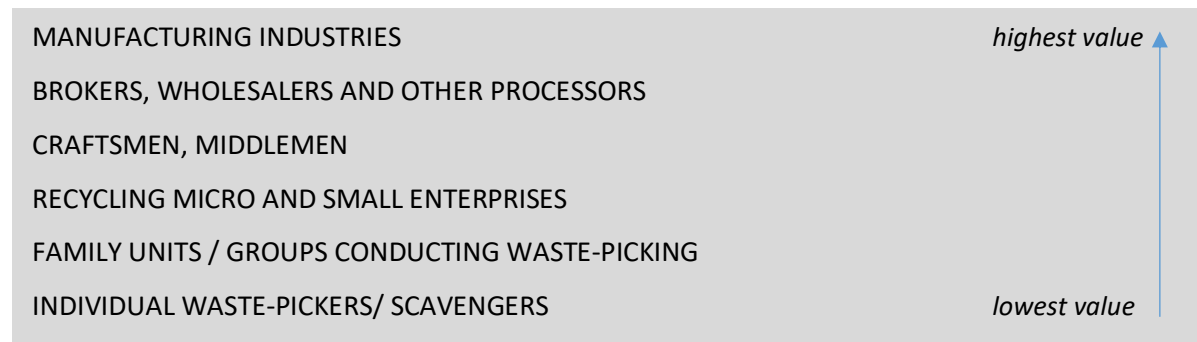 MANUFACTURING INDUSTRIES highest value
BROKERS, WHOLESALERS AND OTHER PROCESSORS
CRAFTSMEN, MIDDLEMEN
RECYCLING MICRO AND SMALL ENTERPRISES
FAMILY UNITS / GROUPS CONDUCTING WASTE-PICKING
INDIVIDUAL WASTE-PICKERS/ SCAVENGERS lowest value